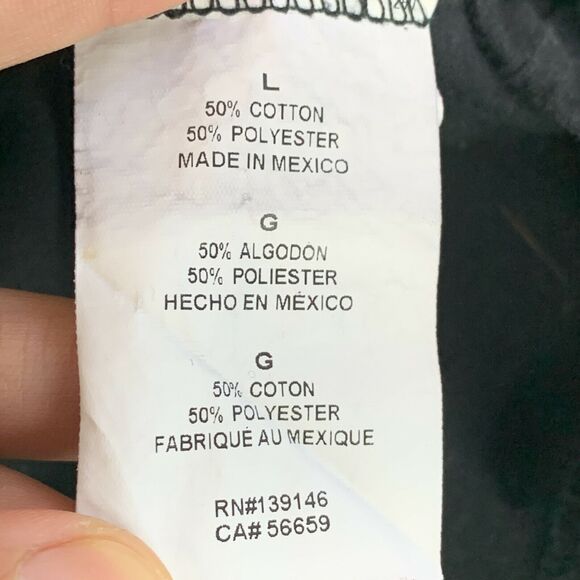 L
50% COTTON
50% POLYESTER
MADE IN MEXICO
G
50% ALGODÓN
50% POLIESTER
HECHO EN MÉXICO
G
50% COTON
50% POLYESTER
FABRIQUÉ AU MEXIQUE
RN#139146
CA# 56659